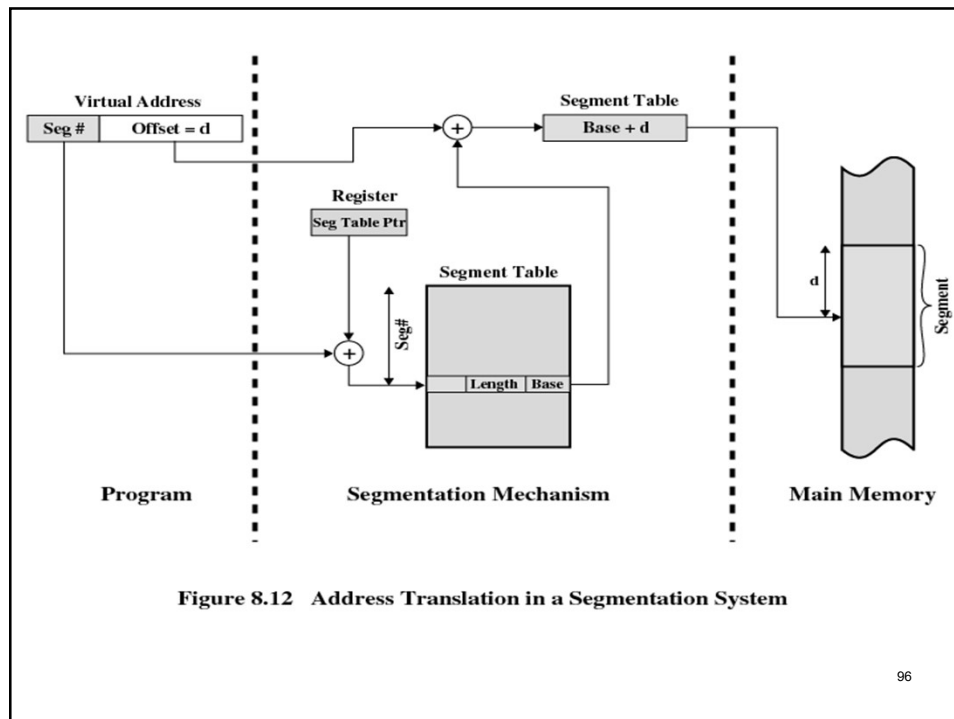 Virtual Address
Seg #
Offset = d
+
Segment Table
Base + d
Register
Seg Table Ptr
Segment Table
Seg#
+
Length
Base
d
Segment
Program
Segmentation Mechanism
Main Memory
Figure 8.12 Address Translation in a Segmentation System
96